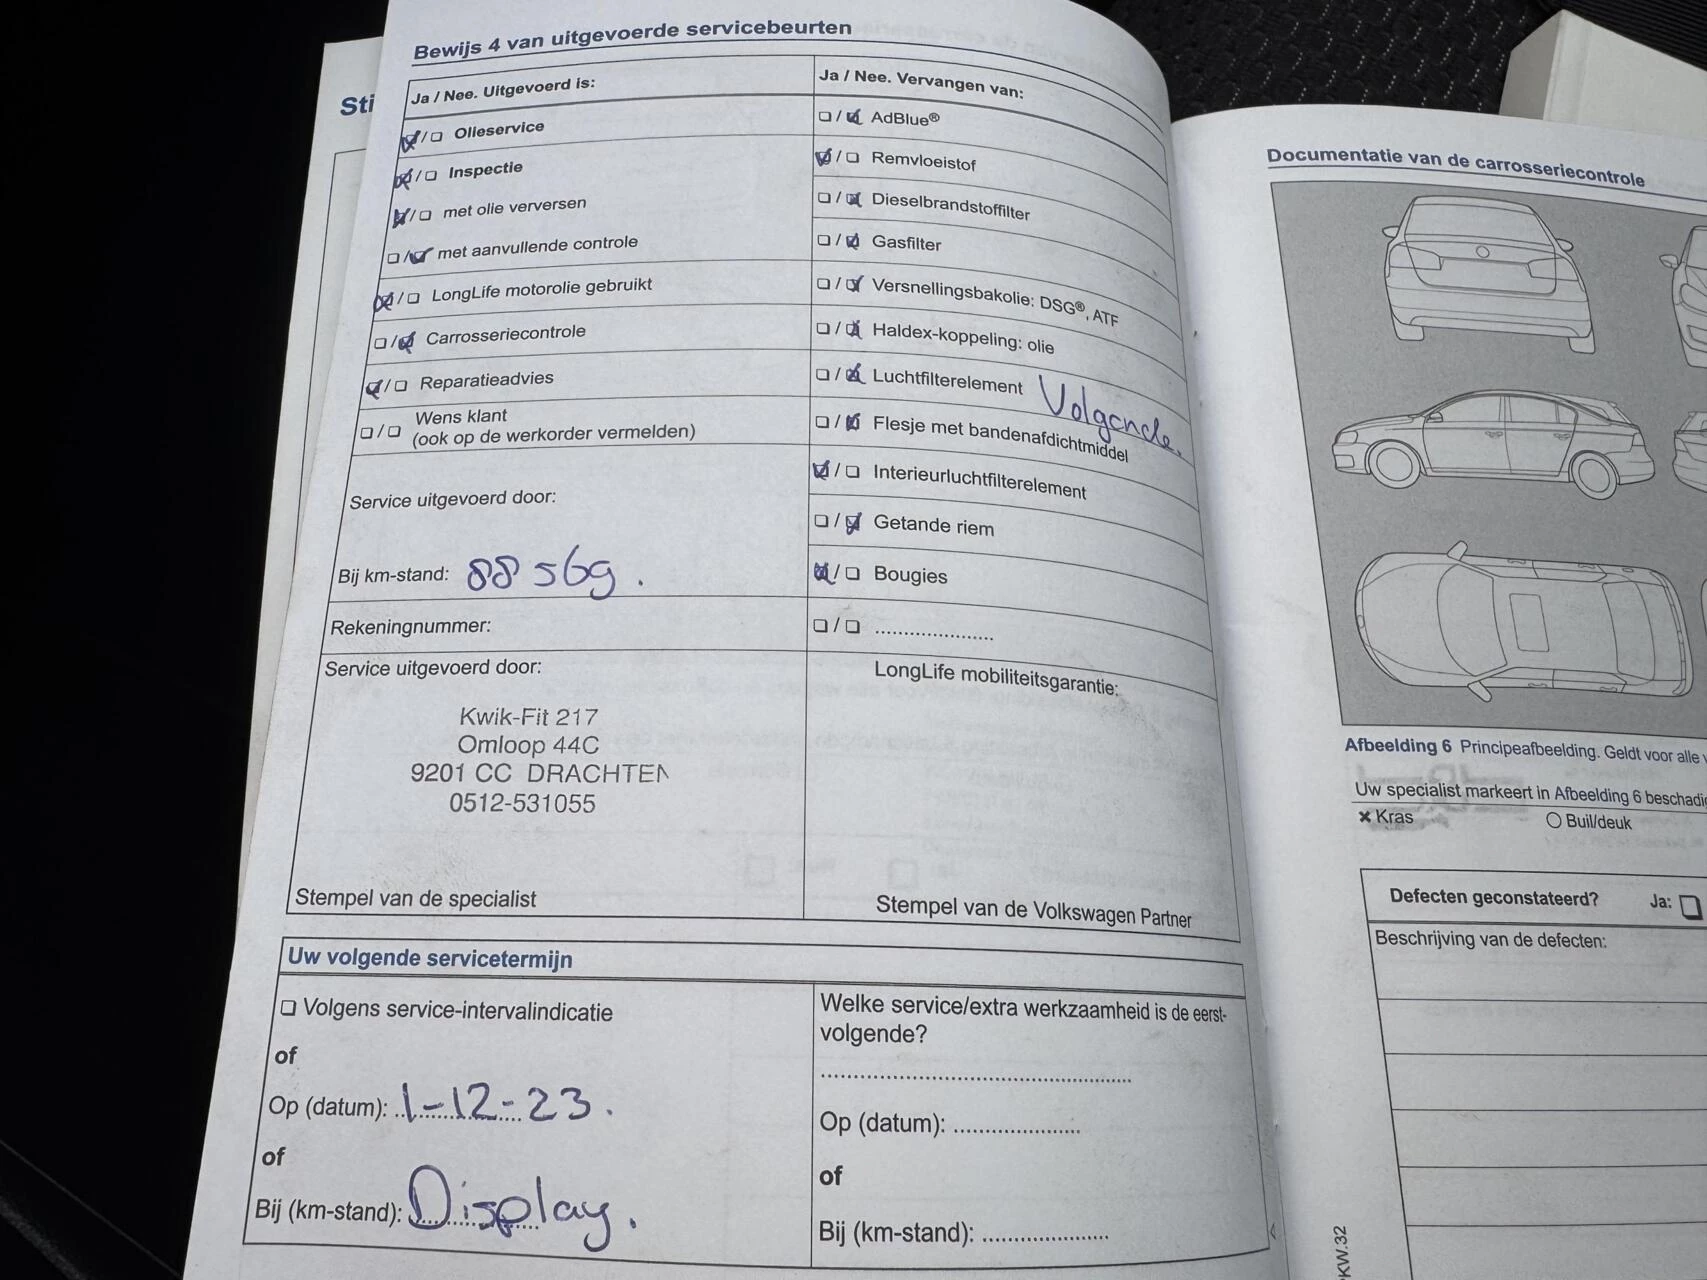 Sti
Bewijs 4 van uitgevoerde servicebeurten
Ja / Nee. Uitgevoerd is:
☑/☐ Olieservice
☑/☐ Inspectie
☑/☐ met olie verversen
☐/☑ met aanvullende controle
☑/☐ LongLife motorolie gebruikt
☐/☑ Carrosseriecontrole
☑/☐ Reparatieadvies
☐/☐ Wens klant
(ook op de werkorder vermelden)
Service uitgevoerd door:
Bij km-stand: 88569.
Rekeningnummer:
Service uitgevoerd door:
Kwik-Fit 217
Omloop 44C
9201 CC DRACHTEN
0512-531055
Stempel van de specialist
Ja / Nee. Vervangen van:
☐/☑ AdBlue®
☑/☐ Remvloeistof
☐/☑ Dieselbrandstoffilter
☐/☑ Gasfilter
☐/☑ Versnellingsbakolie: DSG®, ATF
☐/☑ Haldex-koppeling: olie
☐/☑ Luchtfilterelement Volgende.
☐/☑ Flesje met bandenafdichtmiddel
☑/☐ Interieurluchtfilterelement
☐/☑ Getande riem
☑/☐ Bougies
☐/☐ .....................
LongLife mobiliteitsgarantie:
Stempel van de Volkswagen Partner
Uw volgende servicetermijn
☐ Volgens service-intervalindicatie
of
Op (datum): 1-12-23.
of
Bij (km-stand): Display.
Welke service/extra werkzaamheid is de eerst-
volgende?
Op (datum): .....................
of
Bij (km-stand): .....................
Documentatie van de carrosseriecontrole
Afbeelding 6 Principeafbeelding. Geldt voor alle
Uw specialist markeert in Afbeelding 6 beschadi
× Kras ○ Buil/deuk
Defecten geconstateerd? Ja: ☐
Beschrijving van de defecten:
KW.32